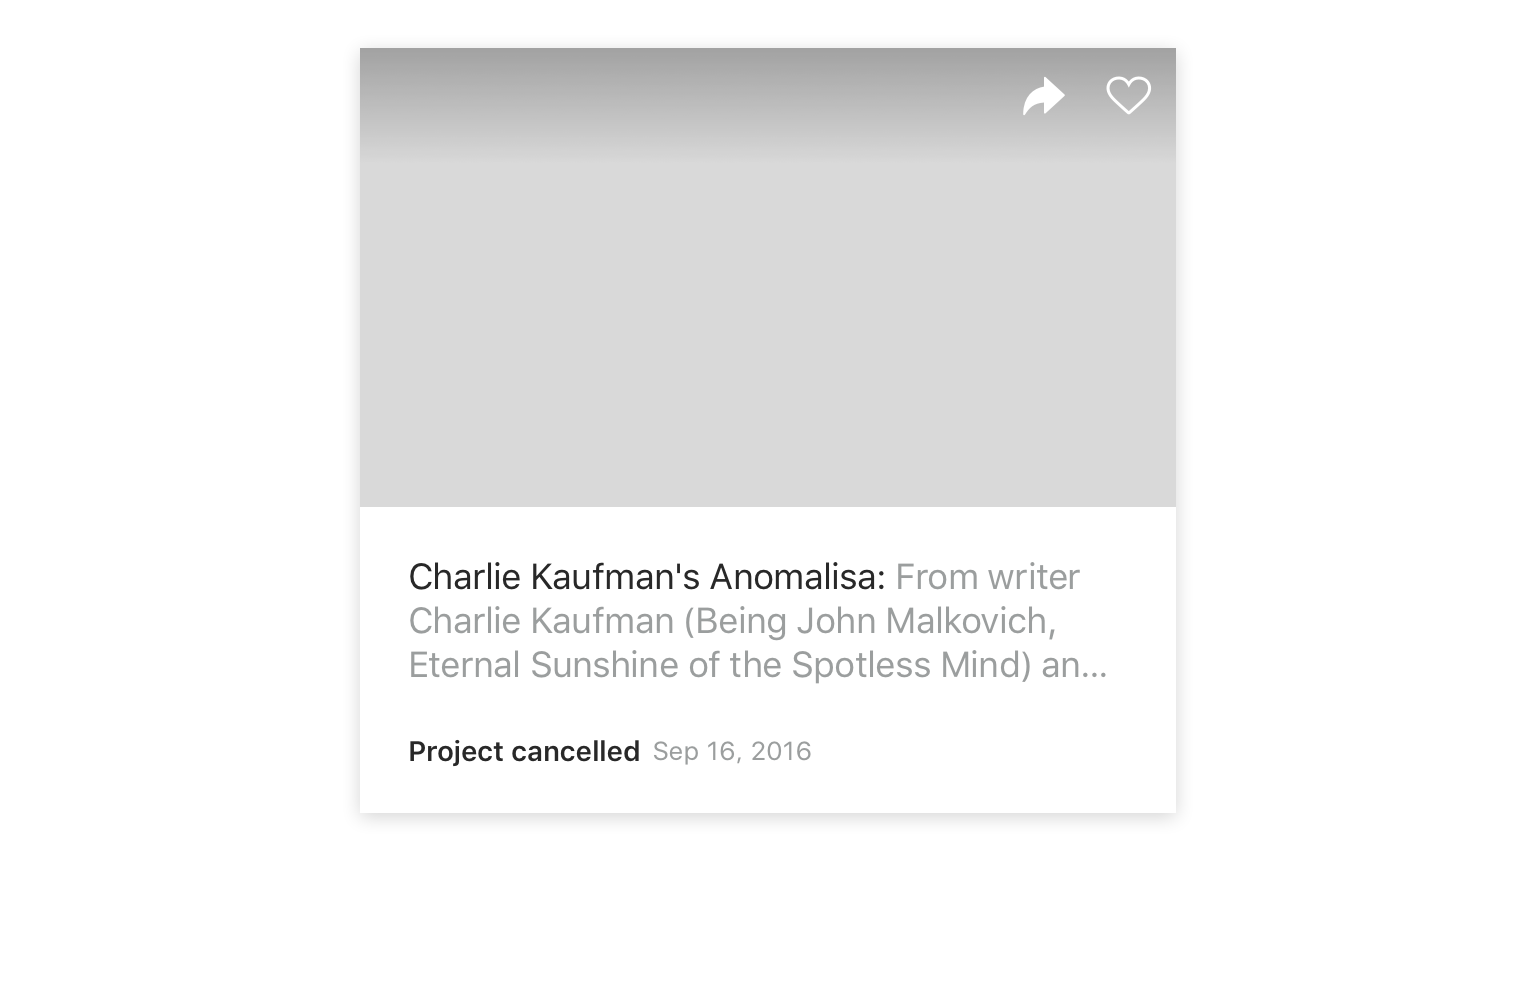 Charlie Kaufman's Anomalisa: From writer
Charlie Kaufman (Being John Malkovich,
Eternal Sunshine of the Spotless Mind) an...
Project cancelled Sep 16, 2016